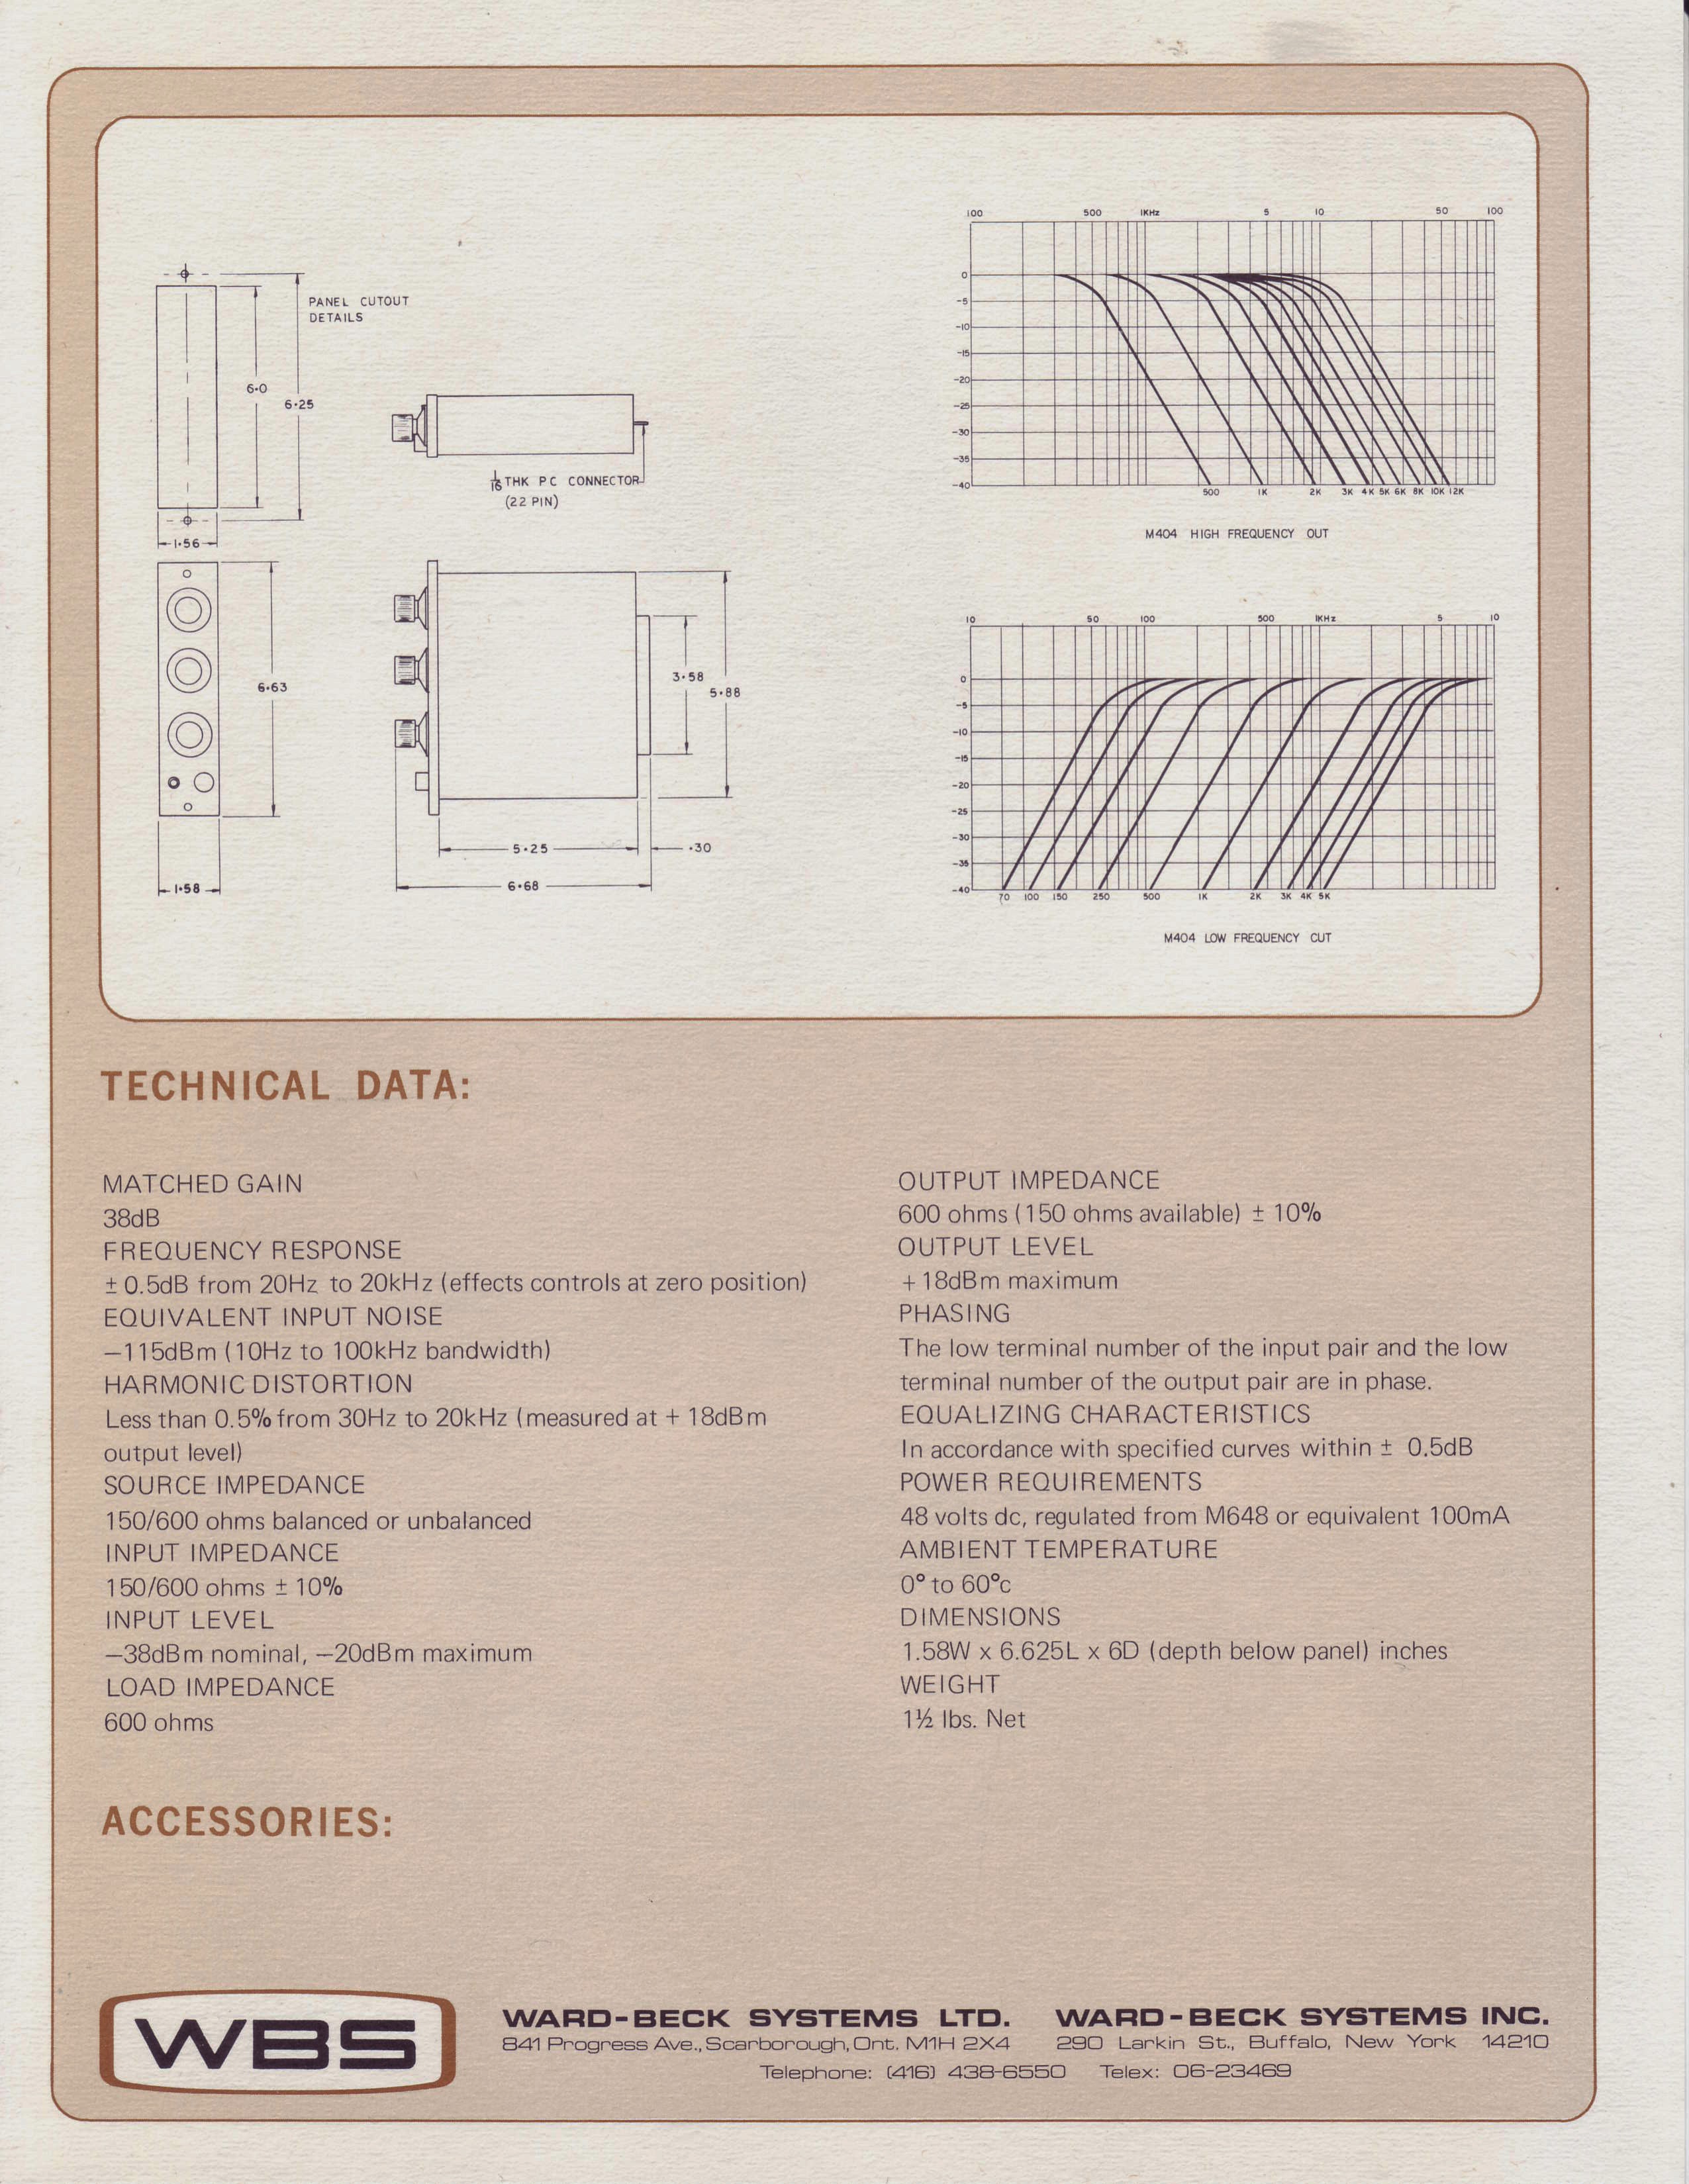 PANEL CUTOUT
DETAILS
6.0
6.25
1.56
1/16 THK PC CONNECTOR
(22 PIN)
6.63
1.58
3.58
5.88
5.25
.30
6.68
100 500 1KHz 5 10 50 100
0
-5
-10
-15
-20
-25
-30
-35
-40
500 1K 2K 3K 4K 5K 6K 8K 10K 12K
M404 HIGH FREQUENCY OUT
10 50 100 500 1KHz 5 10
0
-5
-10
-15
-20
-25
-30
-35
-40
70 100 150 250 500 1K 2K 3K 4K 5K
M404 LOW FREQUENCY CUT
TECHNICAL DATA:
MATCHED GAIN
38dB
FREQUENCY RESPONSE
± 0.5dB from 20Hz to 20kHz (effects controls at zero position)
EQUIVALENT INPUT NOISE
–115dBm (10Hz to 100kHz bandwidth)
HARMONIC DISTORTION
Less than 0.5% from 30Hz to 20kHz (measured at + 18dBm
output level)
SOURCE IMPEDANCE
150/600 ohms balanced or unbalanced
INPUT IMPEDANCE
150/600 ohms ± 10%
INPUT LEVEL
–38dBm nominal, –20dBm maximum
LOAD IMPEDANCE
600 ohms
OUTPUT IMPEDANCE
600 ohms (150 ohms available) ± 10%
OUTPUT LEVEL
+ 18dBm maximum
PHASING
The low terminal number of the input pair and the low
terminal number of the output pair are in phase.
EQUALIZING CHARACTERISTICS
In accordance with specified curves within ± 0.5dB
POWER REQUIREMENTS
48 volts dc, regulated from M648 or equivalent 100mA
AMBIENT TEMPERATURE
0° to 60°c
DIMENSIONS
1.58W x 6.625L x 6D (depth below panel) inches
WEIGHT
1½ lbs. Net
ACCESSORIES:
WBS
WARD-BECK SYSTEMS LTD.
841 Progress Ave., Scarborough, Ont. M1H 2X4
WARD-BECK SYSTEMS INC.
290 Larkin St., Buffalo, New York 14210
Telephone: (416) 438-6550 Telex: 06-23469